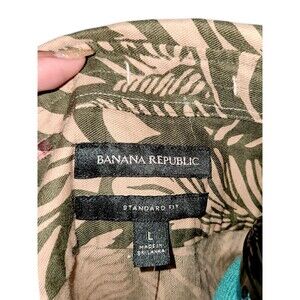 BANANA REPUBLIC
STANDARD FIT
L
MADE IN
SRI LANKA